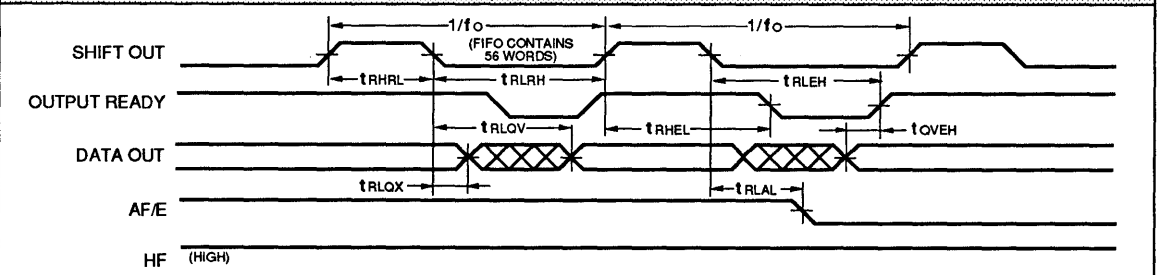 1/fo 1/fo
SHIFT OUT
(FIFO CONTAINS
56 WORDS)
tRHRL tRLRH tRLEH
OUTPUT READY
tRLQV tRHEL tQVEH
DATA OUT
tRLQX tRLAL
AF/E
HF (HIGH)